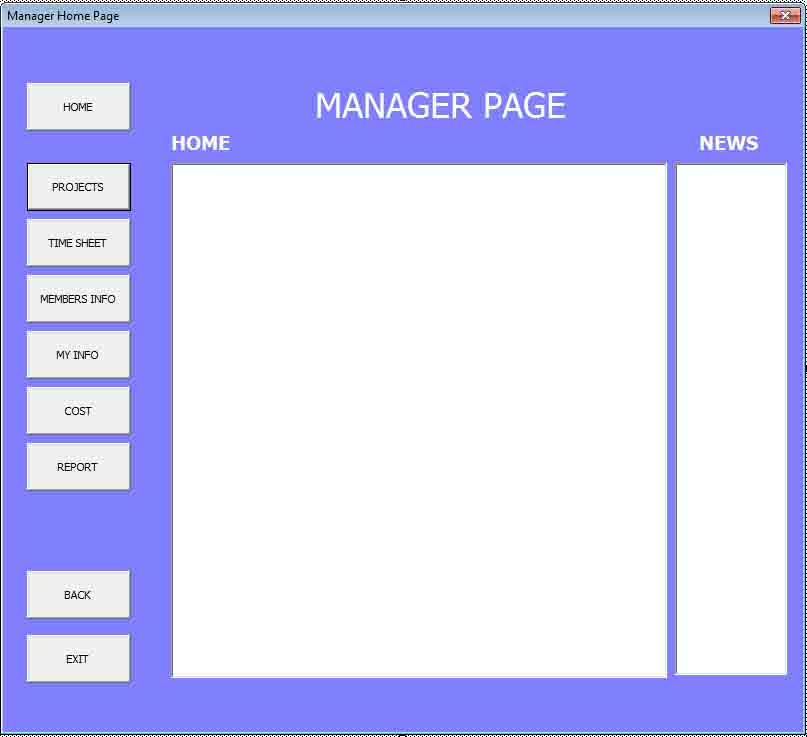 Manager Home Page
MANAGER PAGE
HOME
NEWS
HOME
PROJECTS
TIME SHEET
MEMBERS INFO
MY INFO
COST
REPORT
BACK
EXIT